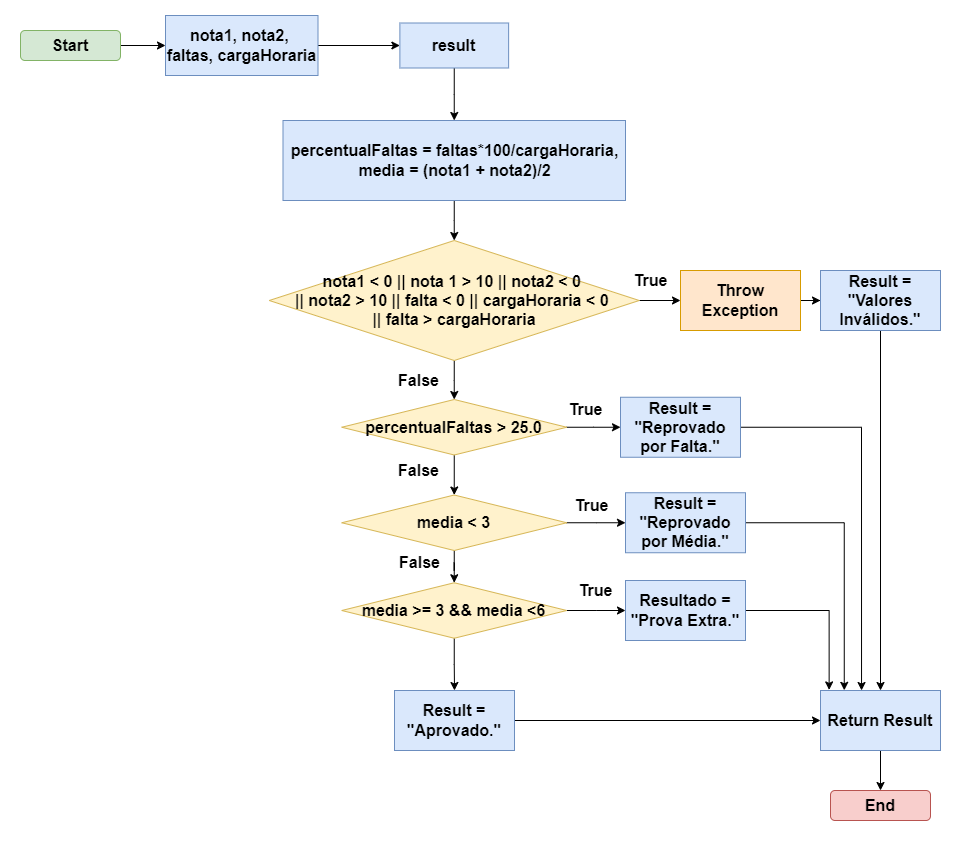 Start
nota1, nota2,
faltas, cargaHoraria
result
percentualFaltas = faltas*100/cargaHoraria,
media = (nota1 + nota2)/2
nota1 < 0 || nota 1 > 10 || nota2 < 0
|| nota2 > 10 || falta < 0 || cargaHoraria < 0
|| falta > cargaHoraria
True
Throw
Exception
Result =
"Valores
Inválidos."
False
percentualFaltas > 25.0
True
Result =
"Reprovado
por Falta."
False
media < 3
True
Result =
"Reprovado
por Média."
False
media >= 3 && media <6
True
Resultado =
"Prova Extra."
Result =
"Aprovado."
Return Result
End